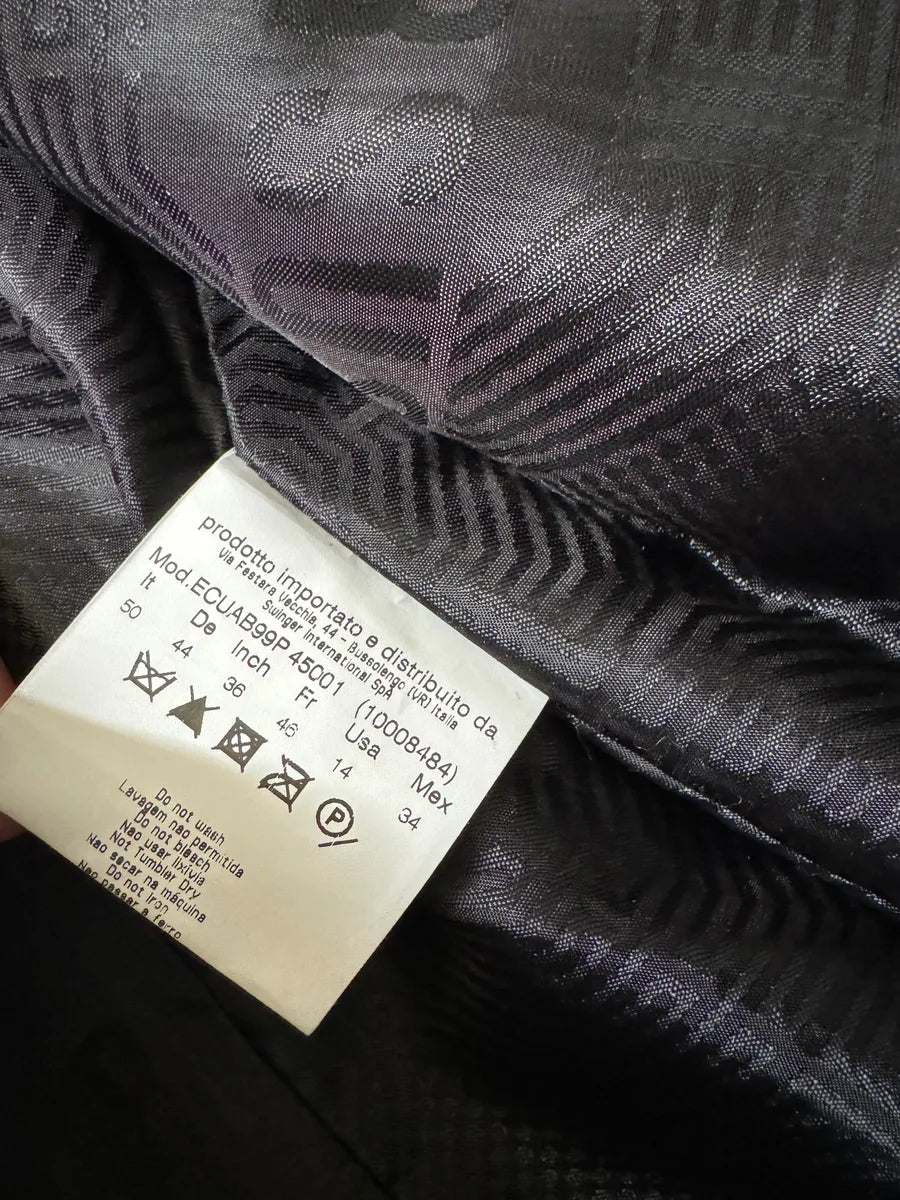 prodotto importato e distribuito da
Swinger International SpA
Via Festara Vecchia, 44 - Bussolengo (VR) Italia
Mod.ECUAB99P 45001 (10008484)
It De Inch Fr Usa Mex
50 44 36 46 14 34
P
Do not wash
Lavagem nao permitida
Do not bleach
Nao usar lixivia
Not Tumbler Dry
Nao secar na maquina
Do not iron
Nao passar a ferro